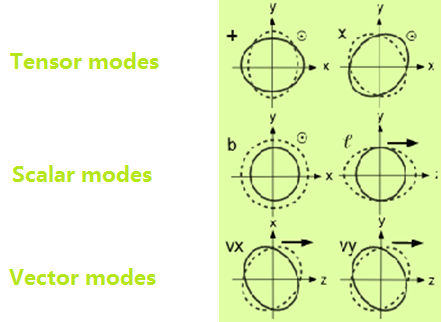 y y
+ x
Tensor modes
x x
y y
b ℓ
Scalar modes
x :
x y
vx vy
z z
Vector modes